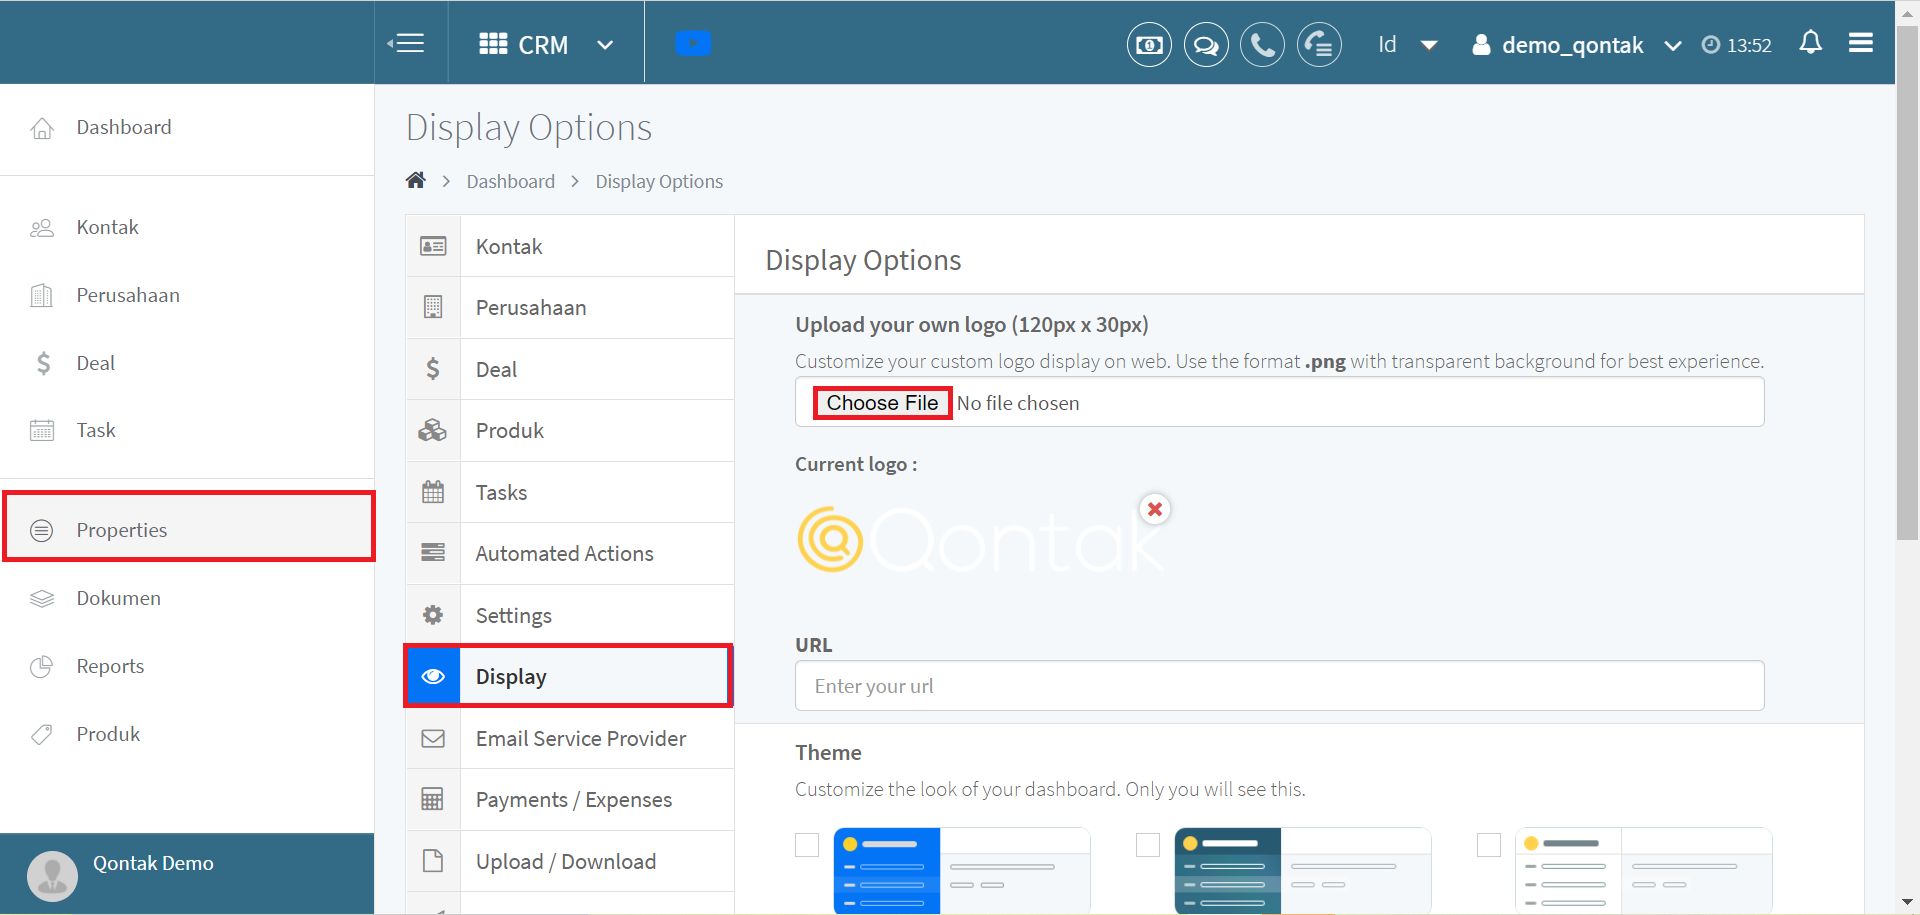 CRM
Id
demo_qontak
13:52
Dashboard
Kontak
Perusahaan
Deal
Task
Properties
Dokumen
Reports
Produk
Qontak Demo
Display Options
Dashboard
Display Options
Kontak
Perusahaan
Deal
Produk
Tasks
Automated Actions
Settings
Display
Email Service Provider
Payments / Expenses
Upload / Download
Display Options
Upload your own logo (120px x 30px)
Customize your custom logo display on web. Use the format .png with transparent background for best experience.
Choose File No file chosen
Current logo :
Qontak
URL
Enter your url
Theme
Customize the look of your dashboard. Only you will see this.